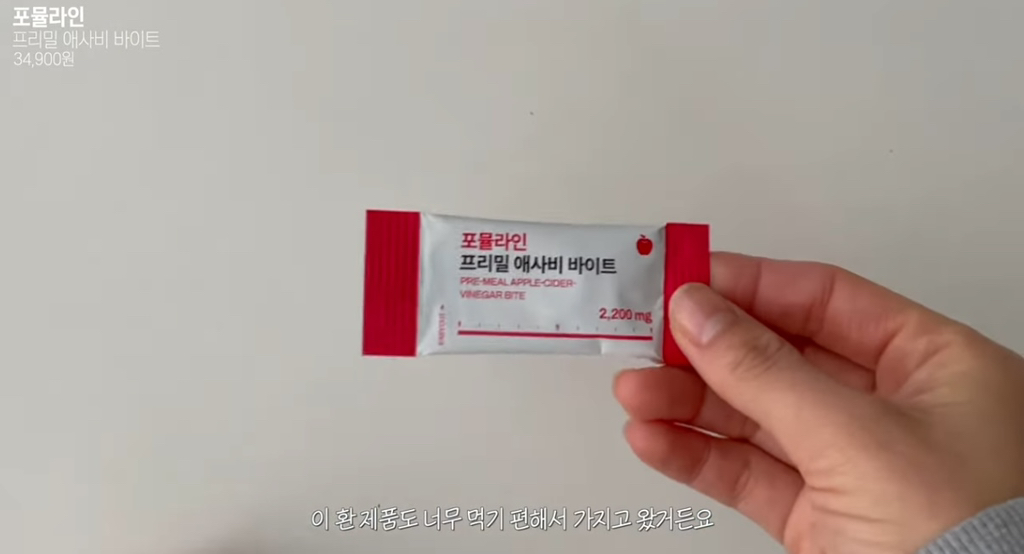 포뮬라인
프리밀 애사비 바이트
34,900원
포뮬라인
프리밀 애사비 바이트
PRE-MEAL APPLE-CIDER-
VINEGAR BITE
2,200 mg
이 환 제품도 너무 먹기 편해서 가지고 왔거든요